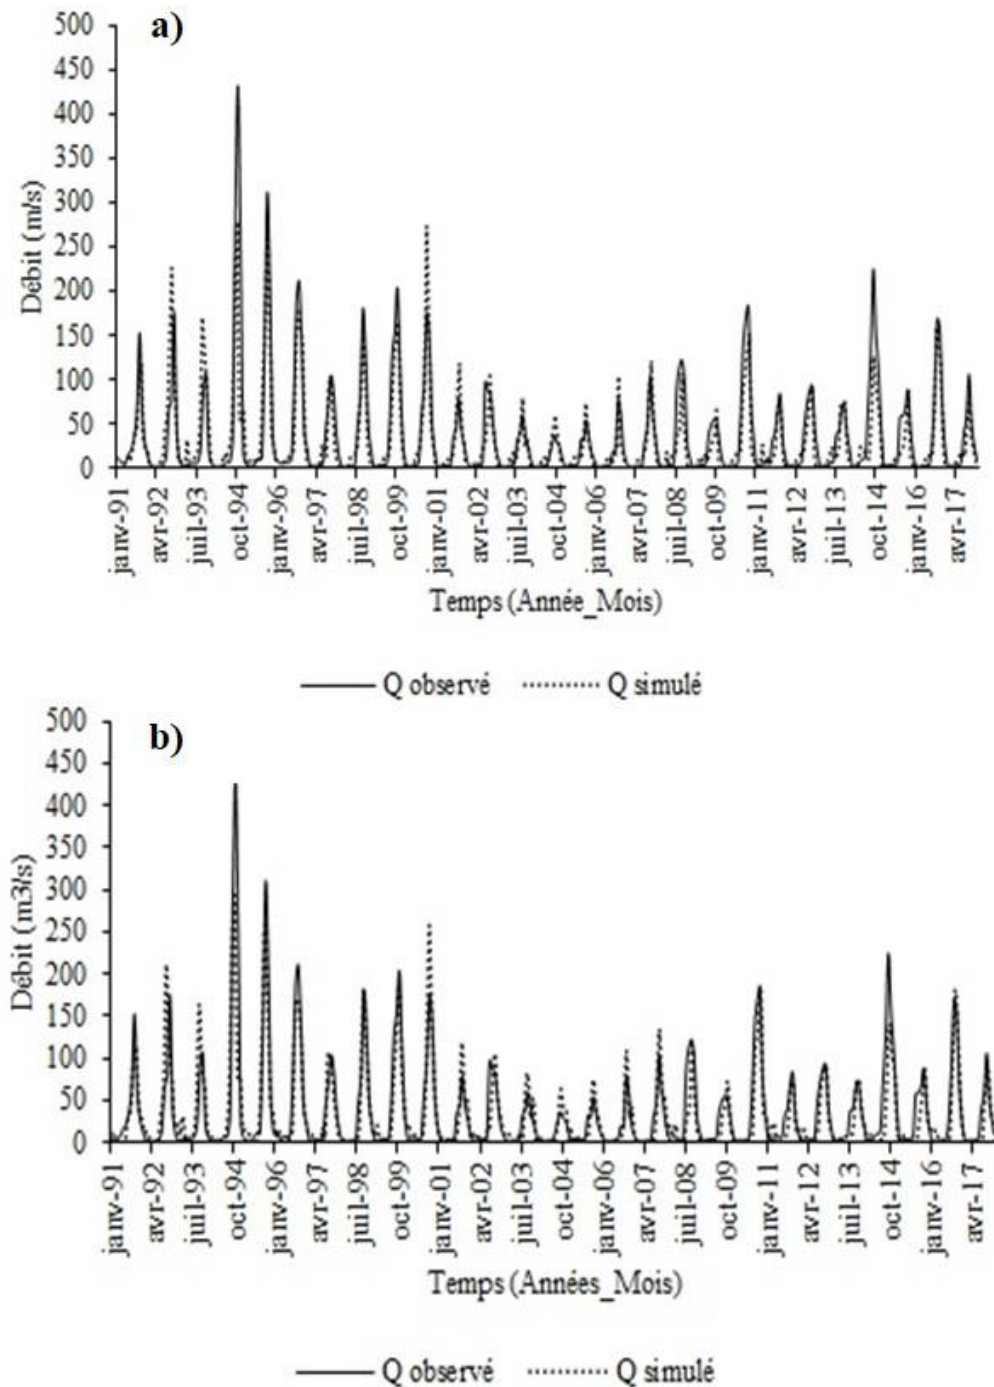 a)
500
450
400
350
300
250
200
150
100
50
0
Débit (m/s)
janv-91
avr-92
juil-93
oct-94
janv-96
avr-97
juil-98
oct-99
janv-01
avr-02
juil-03
oct-04
janv-06
avr-07
juil-08
oct-09
janv-11
avr-12
juil-13
oct-14
janv-16
avr-17
Temps (Année_Mois)
Q observé
Q simulé
b)
500
450
400
350
300
250
200
150
100
50
0
Débit (m3/s)
janv-91
avr-92
juil-93
oct-94
janv-96
avr-97
juil-98
oct-99
janv-01
avr-02
juil-03
oct-04
janv-06
avr-07
juil-08
oct-09
janv-11
avr-12
juil-13
oct-14
janv-16
avr-17
Temps (Années_Mois)
Q observé
Q simulé